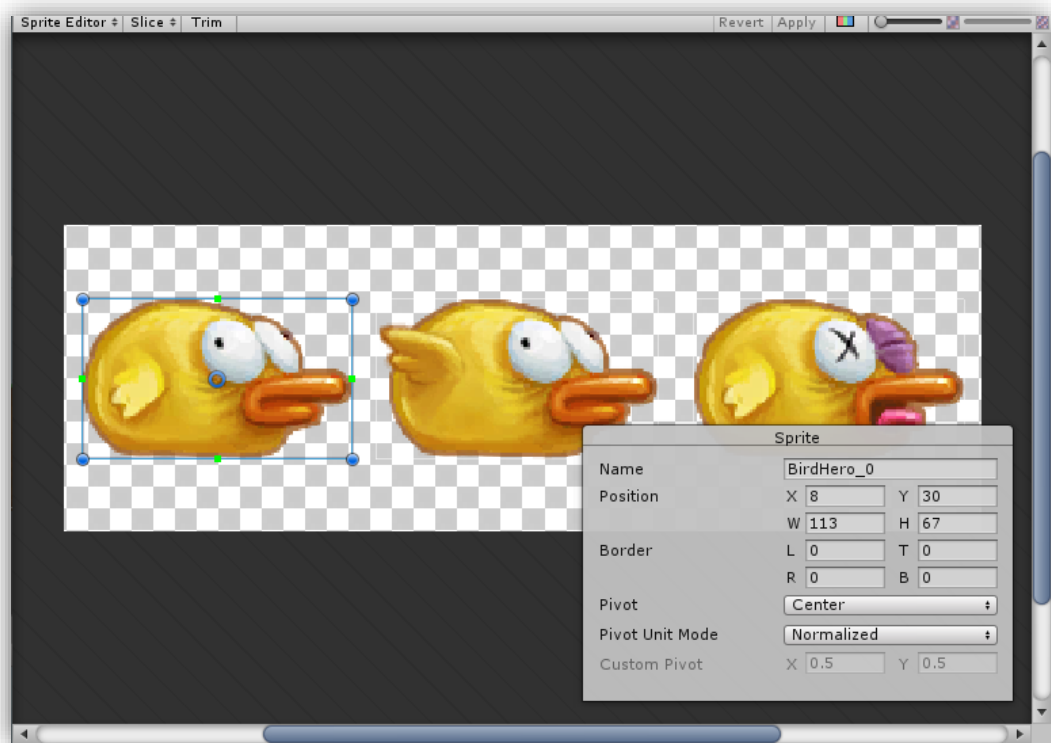 Sprite Editor Slice Trim Revert Apply
Sprite
Name BirdHero_0
Position X 8 Y 30
W 113 H 67
Border L 0 T 0
R 0 B 0
Pivot Center
Pivot Unit Mode Normalized
Custom Pivot X 0.5 Y 0.5